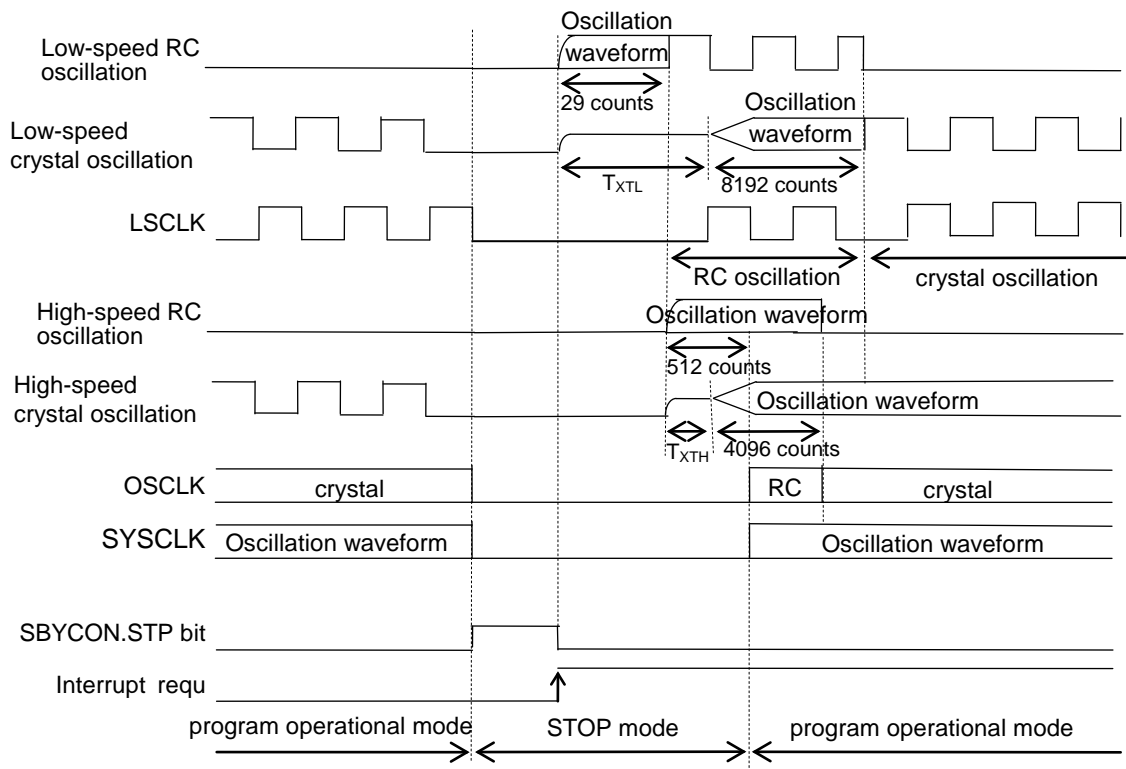 Oscillation
Low-speed RC
oscillation
waveform
29 counts
Oscillation
Low-speed
crystal oscillation
waveform
TXTL
8192 counts
LSCLK
RC oscillation
crystal oscillation
High-speed RC
oscillation
Oscillation waveform
512 counts
High-speed
crystal oscillation
Oscillation waveform
TXTH
4096 counts
OSCLK
crystal
RC
crystal
SYSCLK
Oscillation waveform
Oscillation waveform
SBYCON.STP bit
Interrupt requ
program operational mode
STOP mode
program operational mode